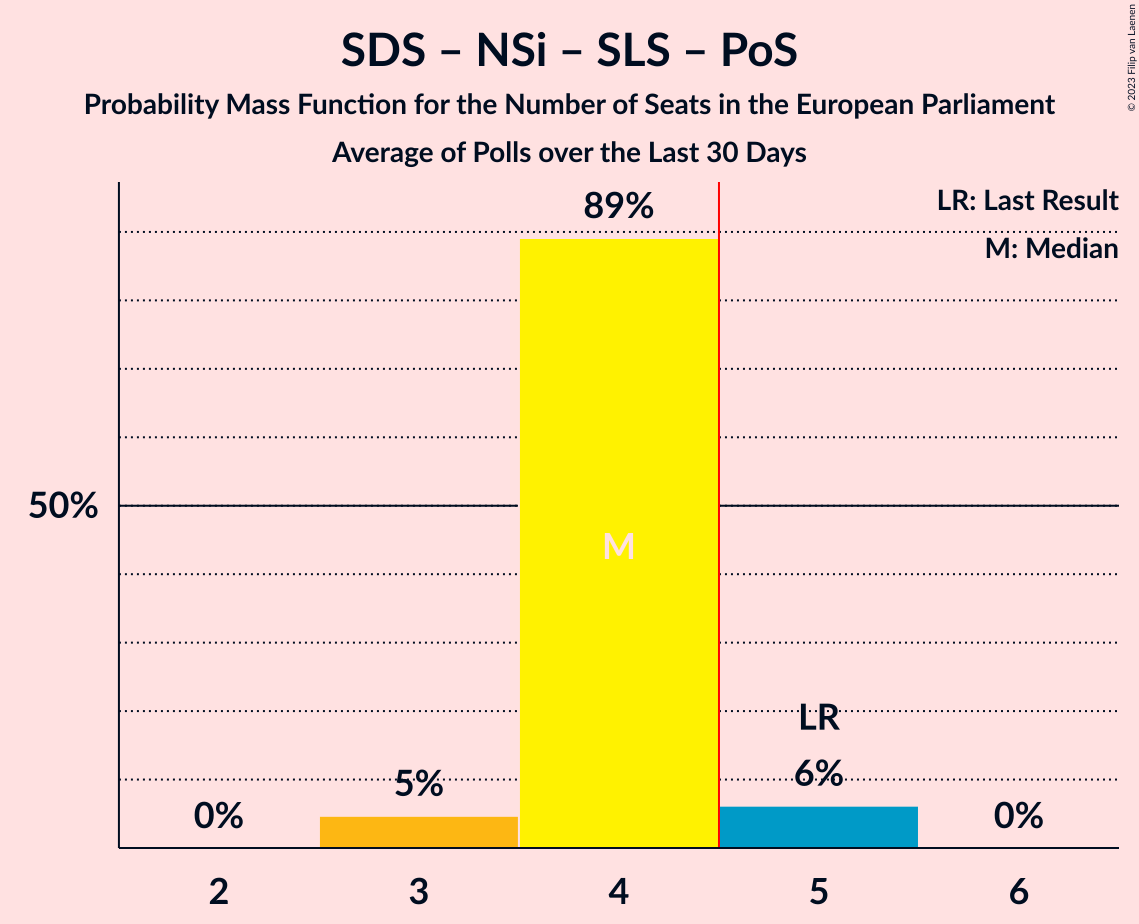 SDS – NSi – SLS – PoS
Probability Mass Function for the Number of Seats in the European Parliament
Average of Polls over the Last 30 Days
© 2023 Filip van Laenen
LR: Last Result
M: Median
89%
50%
M
LR
6%
5%
0%
0%
2
3
4
5
6